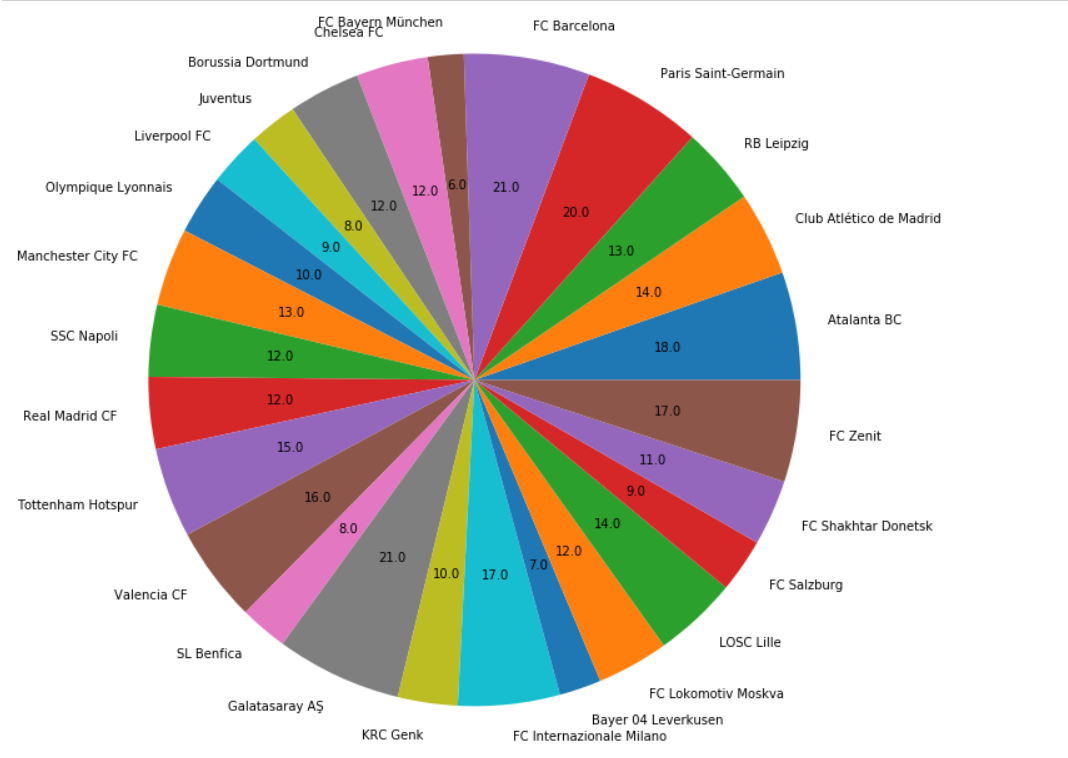 FC Bayern München
Chelsea FC
FC Barcelona
Borussia Dortmund
Paris Saint-Germain
Juventus
Liverpool FC
RB Leipzig
Olympique Lyonnais
Club Atlético de Madrid
Manchester City FC
Atalanta BC
SSC Napoli
Real Madrid CF
FC Zenit
Tottenham Hotspur
FC Shakhtar Donetsk
Valencia CF
FC Salzburg
SL Benfica
LOSC Lille
Galatasaray AŞ
FC Lokomotiv Moskva
KRC Genk
Bayer 04 Leverkusen
FC Internazionale Milano
6.0
21.0
12.0
12.0
20.0
8.0
9.0
13.0
10.0
14.0
13.0
18.0
12.0
12.0
17.0
15.0
11.0
16.0
9.0
8.0
14.0
21.0
12.0
10.0
17.0
7.0